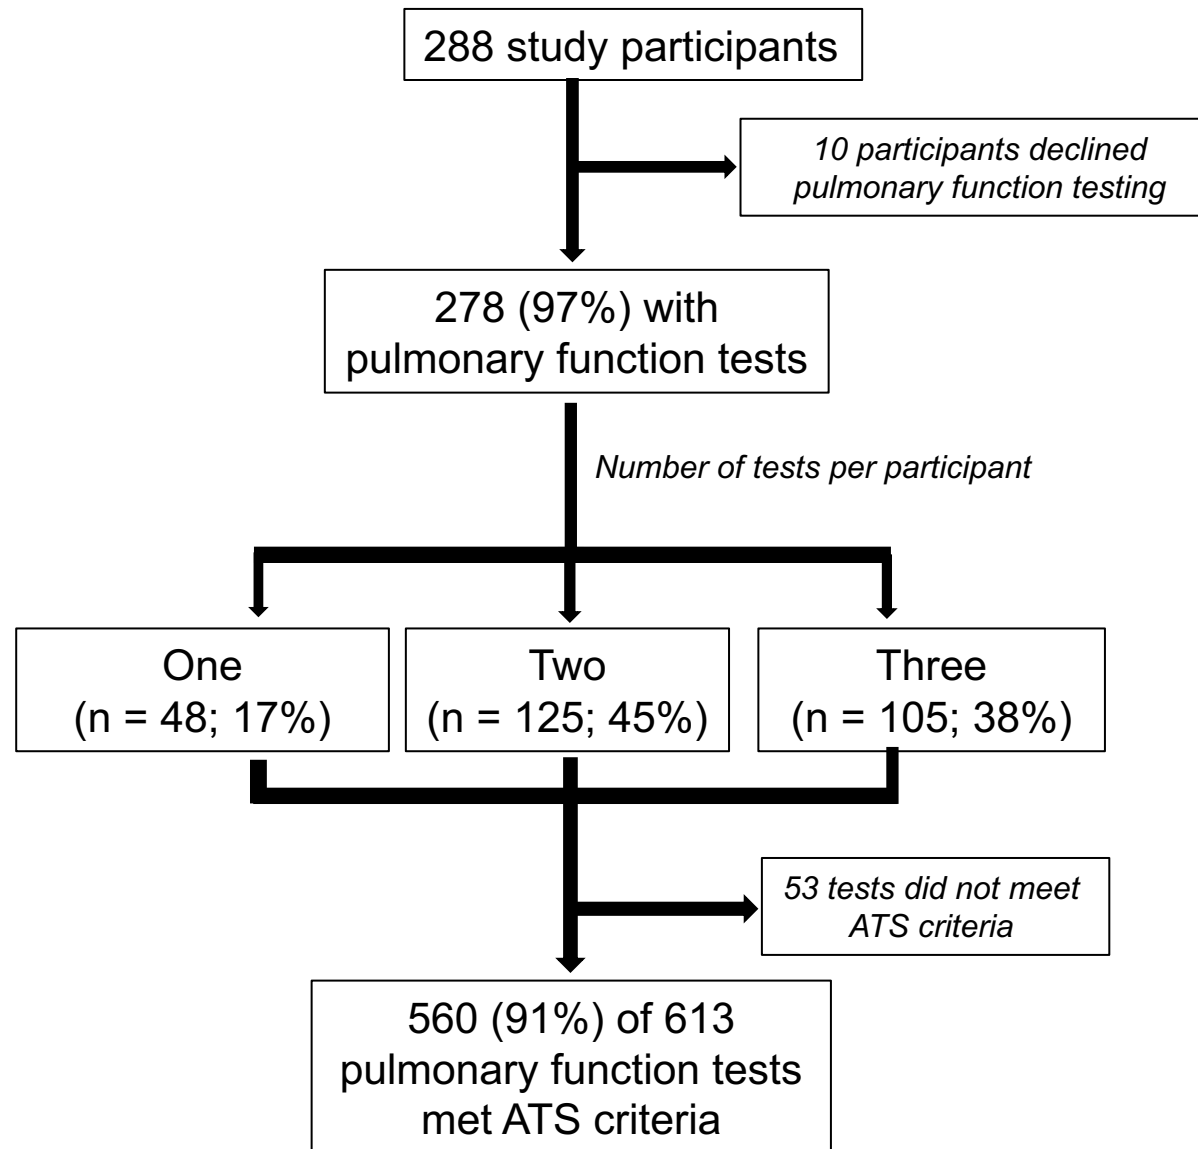 288 study participants
10 participants declined
pulmonary function testing
278 (97%) with
pulmonary function tests
Number of tests per participant
One
(n = 48; 17%)
Two
(n = 125; 45%)
Three
(n = 105; 38%)
53 tests did not meet
ATS criteria
560 (91%) of 613
pulmonary function tests
met ATS criteria